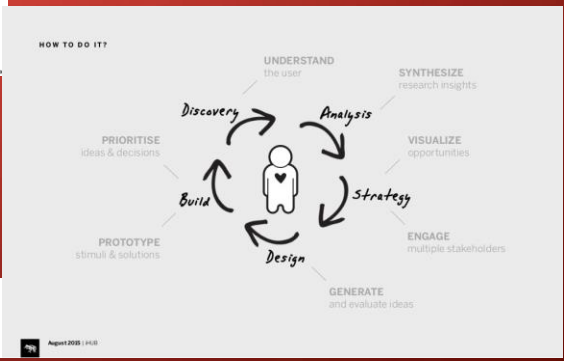 HOW TO DO IT?
UNDERSTAND
the user
SYNTHESIZE
research insights
Discovery
Analysis
PRIORITISE
ideas & decisions
VISUALIZE
opportunities
Build
Strategy
PROTOTYPE
stimuli & solutions
ENGAGE
multiple stakeholders
Design
GENERATE
and evaluate ideas
August 2015 | iHUB